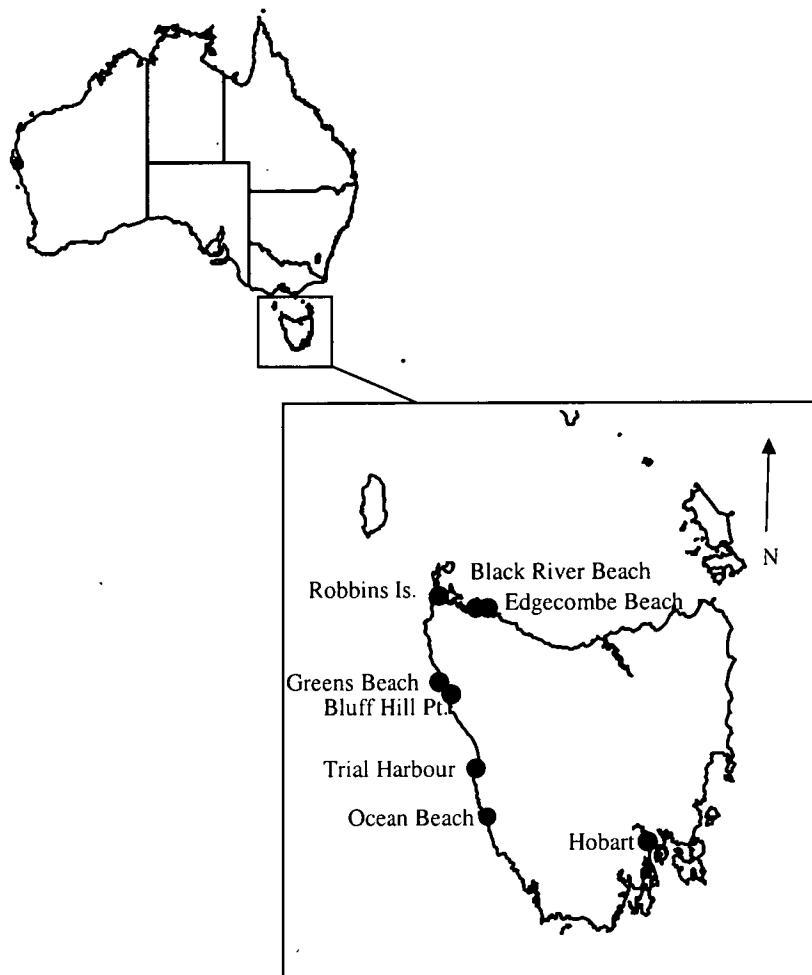 Black River Beach
Robbins Is.
Edgecombe Beach
N
Greens Beach
Bluff Hill Pt.
Trial Harbour
Ocean Beach
Hobart